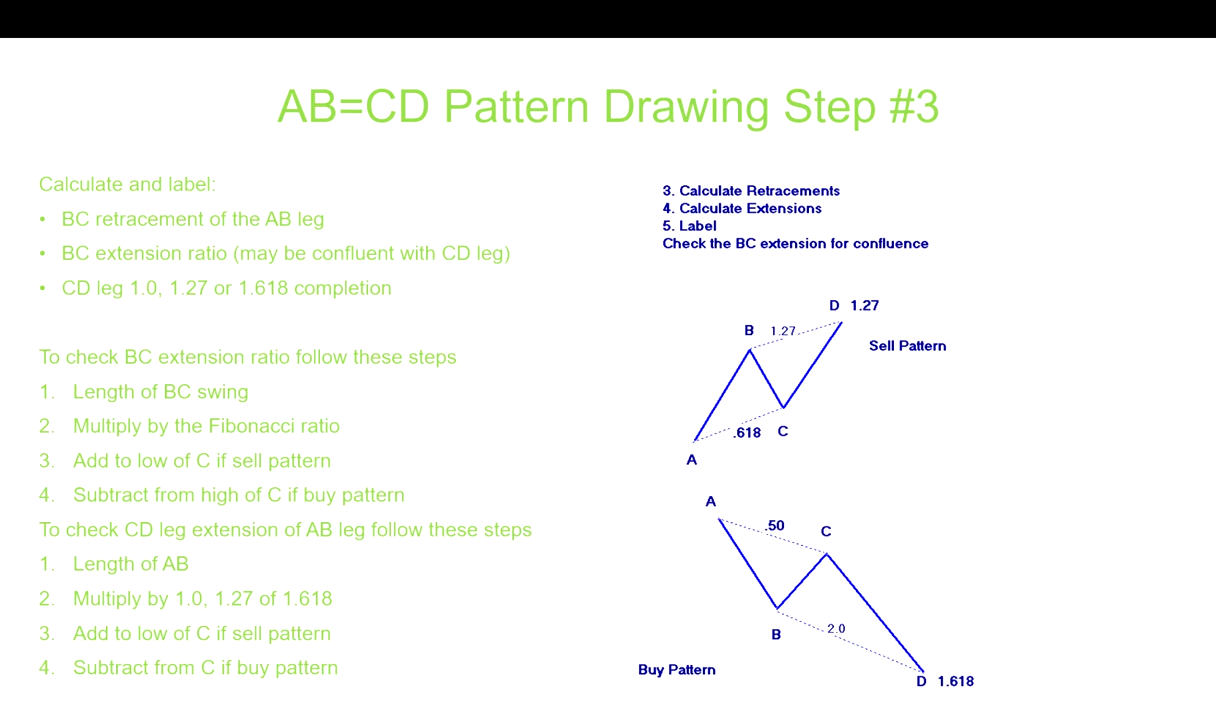 AB=CD Pattern Drawing Step #3
Calculate and label:
• BC retracement of the AB leg
• BC extension ratio (may be confluent with CD leg)
• CD leg 1.0, 1.27 or 1.618 completion
To check BC extension ratio follow these steps
1. Length of BC swing
2. Multiply by the Fibonacci ratio
3. Add to low of C if sell pattern
4. Subtract from high of C if buy pattern
To check CD leg extension of AB leg follow these steps
1. Length of AB
2. Multiply by 1.0, 1.27 of 1.618
3. Add to low of C if sell pattern
4. Subtract from C if buy pattern
3. Calculate Retracements
4. Calculate Extensions
5. Label
Check the BC extension for confluence
D 1.27
B 1.27
Sell Pattern
.618 C
A
A
.50
C
2.0
B
Buy Pattern
D 1.618